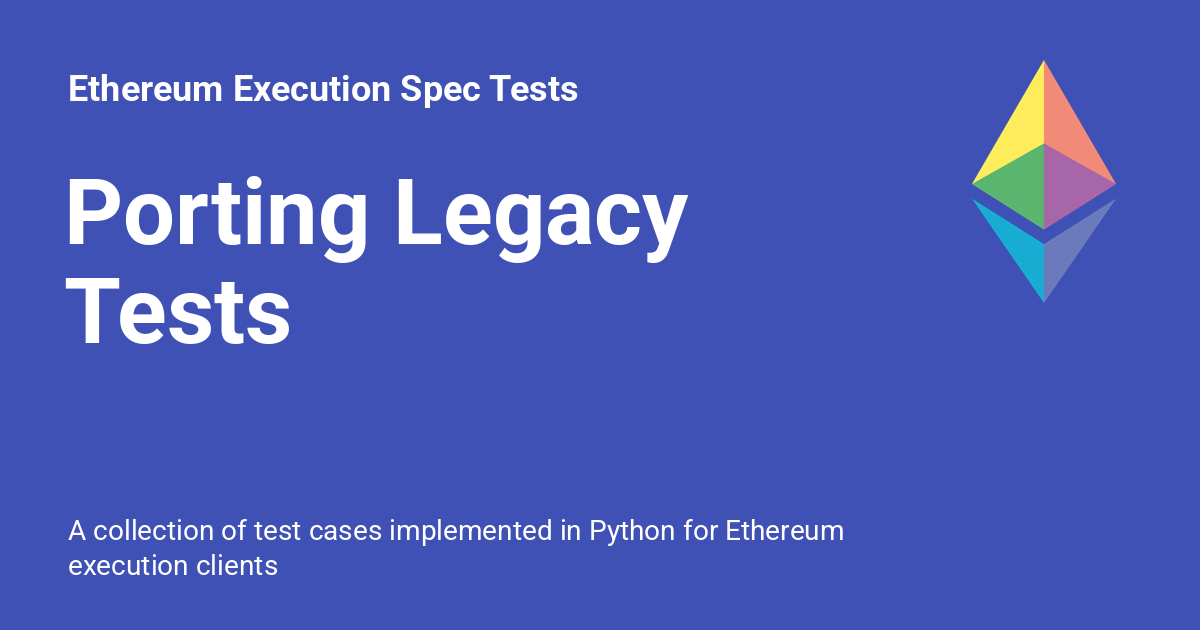 Ethereum Execution Spec Tests
Porting Legacy
Tests
A collection of test cases implemented in Python for Ethereum
execution clients